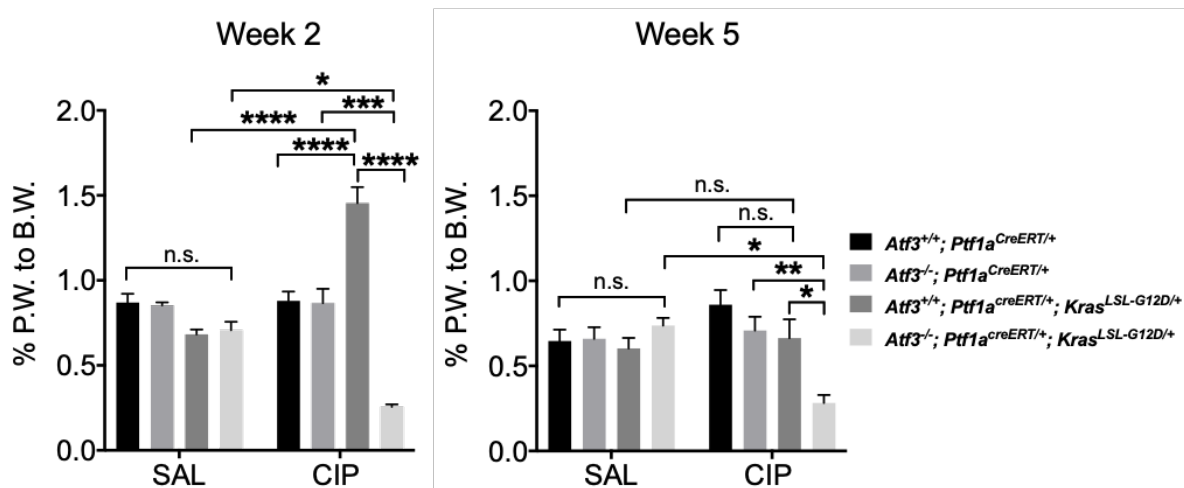 Week 2
Week 5
% P.W. to B.W.
2.0
1.5
1.0
0.5
0.0
*
***
****
****
****
n.s.
SAL
CIP
% P.W. to B.W.
2.0
1.5
1.0
0.5
0.0
n.s.
n.s.
*
**
*
n.s.
SAL
CIP
Atf3+/+; Ptf1aCreERT/+
Atf3-/-; Ptf1aCreERT/+
Atf3+/+; Ptf1acreERT/+; KrasLSL-G12D/+
Atf3-/-; Ptf1acreERT/+; KrasLSL-G12D/+